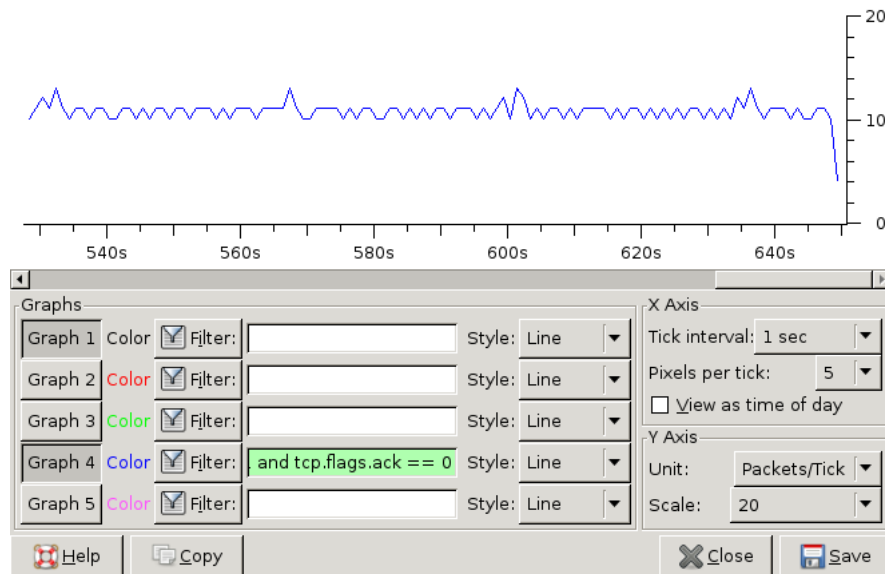 20
10
0
540s 560s 580s 600s 620s 640s
Graphs
Graph 1 Color Filter: Style: Line
Graph 2 Color Filter: Style: Line
Graph 3 Color Filter: Style: Line
Graph 4 Color Filter: . and tcp.flags.ack == 0 Style: Line
Graph 5 Color Filter: Style: Line
X Axis
Tick interval: 1 sec
Pixels per tick: 5
View as time of day
Y Axis
Unit: Packets/Tick
Scale: 20
Help Copy Close Save